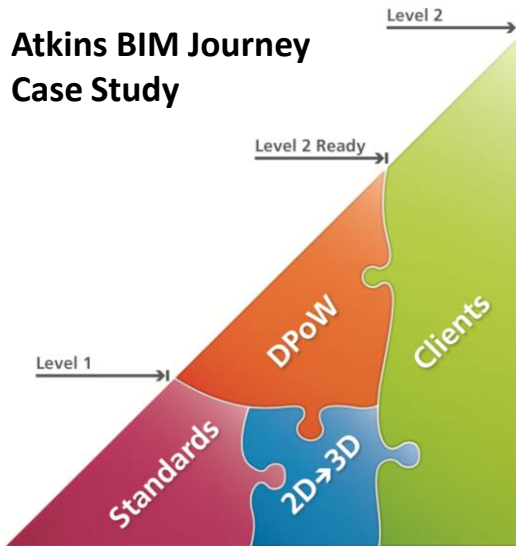 Atkins BIM Journey
Case Study
Level 2
Level 2 Ready
Level 1
DPoW
Clients
Standards
2D→3D